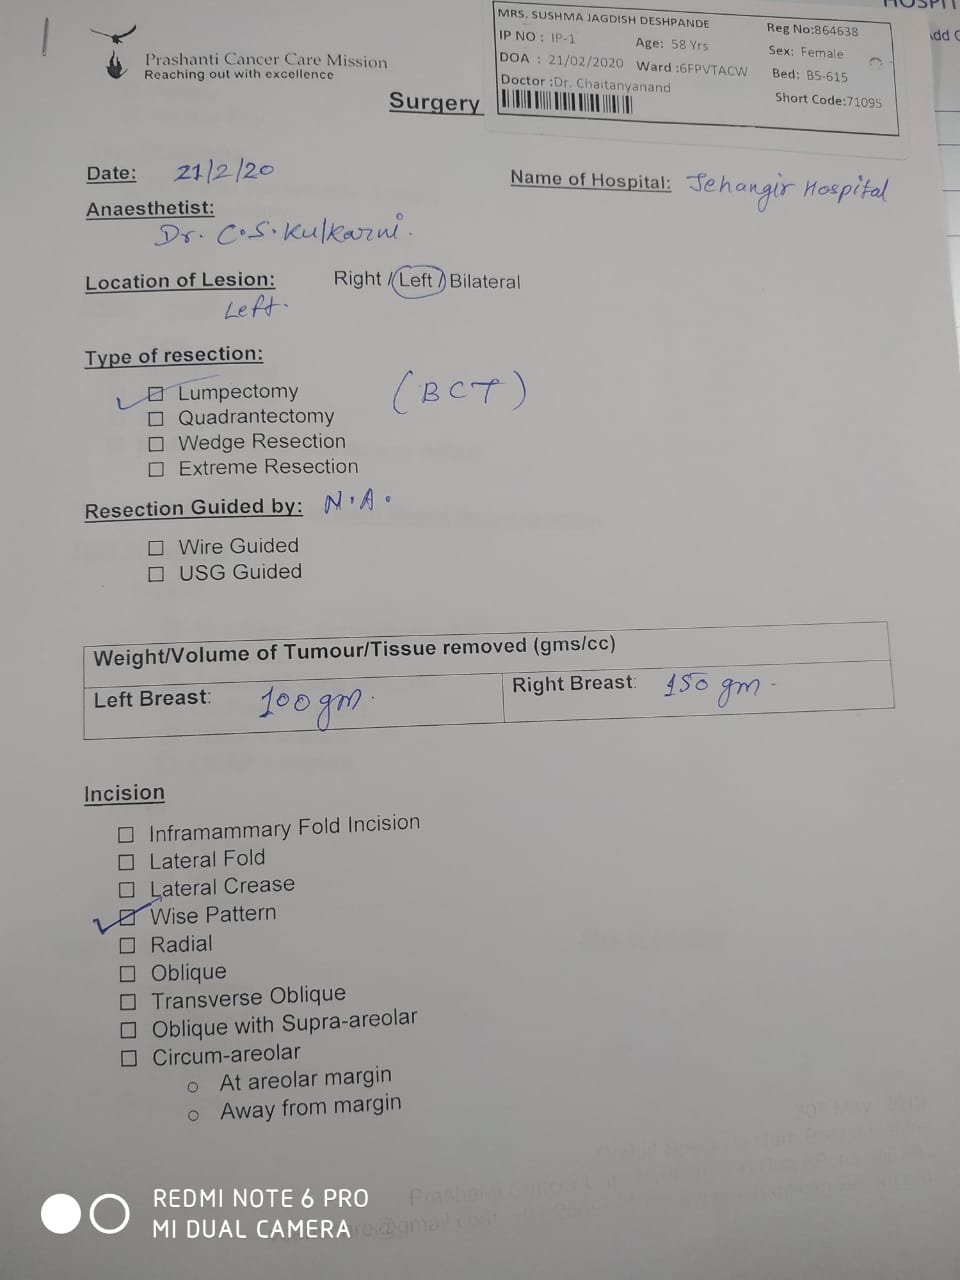 HOSPIT
Add
MRS. SUSHMA JAGDISH DESHPANDE
Reg No:864638
IP NO : IP-1
Age: 58 Yrs
Sex: Female
DOA : 21/02/2020
Ward :6FPVTACW
Bed: B5-615
Doctor :Dr. Chaitanyanand
Short Code:71095
Prashanti Cancer Care Mission
Reaching out with excellence
Surgery
Date: 21/2/20
Name of Hospital: Jehangir Hospital
Anaesthetist:
Dr. C.S. Kulkarni.
Location of Lesion: Right / Left / Bilateral
Left.
Type of resection:
☐ Lumpectomy (BCT)
☐ Quadrantectomy
☐ Wedge Resection
☐ Extreme Resection
Resection Guided by: N.A.
☐ Wire Guided
☐ USG Guided
Weight/Volume of Tumour/Tissue removed (gms/cc)
Left Breast: 100 gm.
Right Breast: 150 gm -
Incision
☐ Inframammary Fold Incision
☐ Lateral Fold
☐ Lateral Crease
☐ Wise Pattern
☐ Radial
☐ Oblique
☐ Transverse Oblique
☐ Oblique with Supra-areolar
☐ Circum-areolar
o At areolar margin
o Away from margin
REDMI NOTE 6 PRO
MI DUAL CAMERA